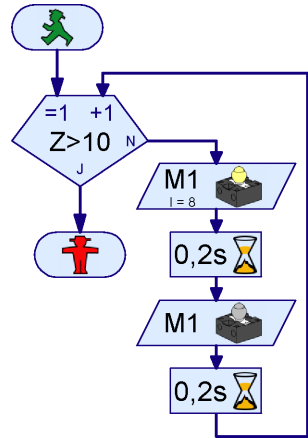 =1 +1
Z>10
N
J
M1
I = 8
0,2s
M1
0,2s